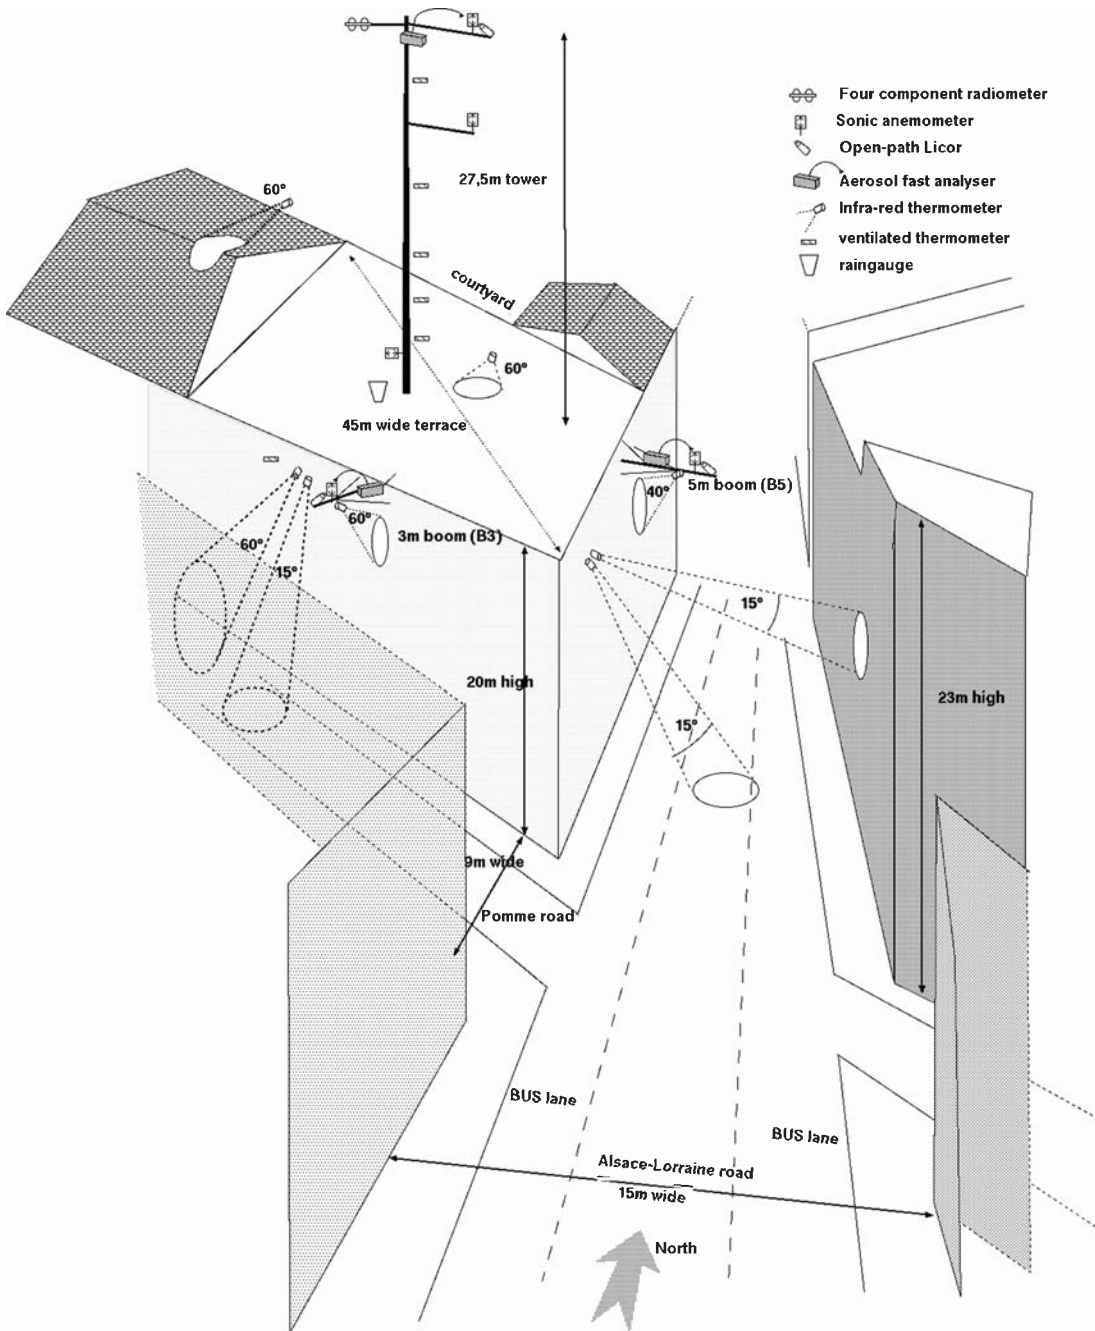 Four component radiometer
Sonic anemometer
Open-path Licor
27,5m tower
Aerosol fast analyser
60°
Infra-red thermometer
ventilated thermometer
raingauge
courtyard
60°
45m wide terrace
5m boom (B5)
40°
60°
3m boom (B3)
60°
15°
15°
20m high
23m high
15°
9m wide
Pomme road
BUS lane
BUS lane
Alsace-Lorraine road
15m wide
North